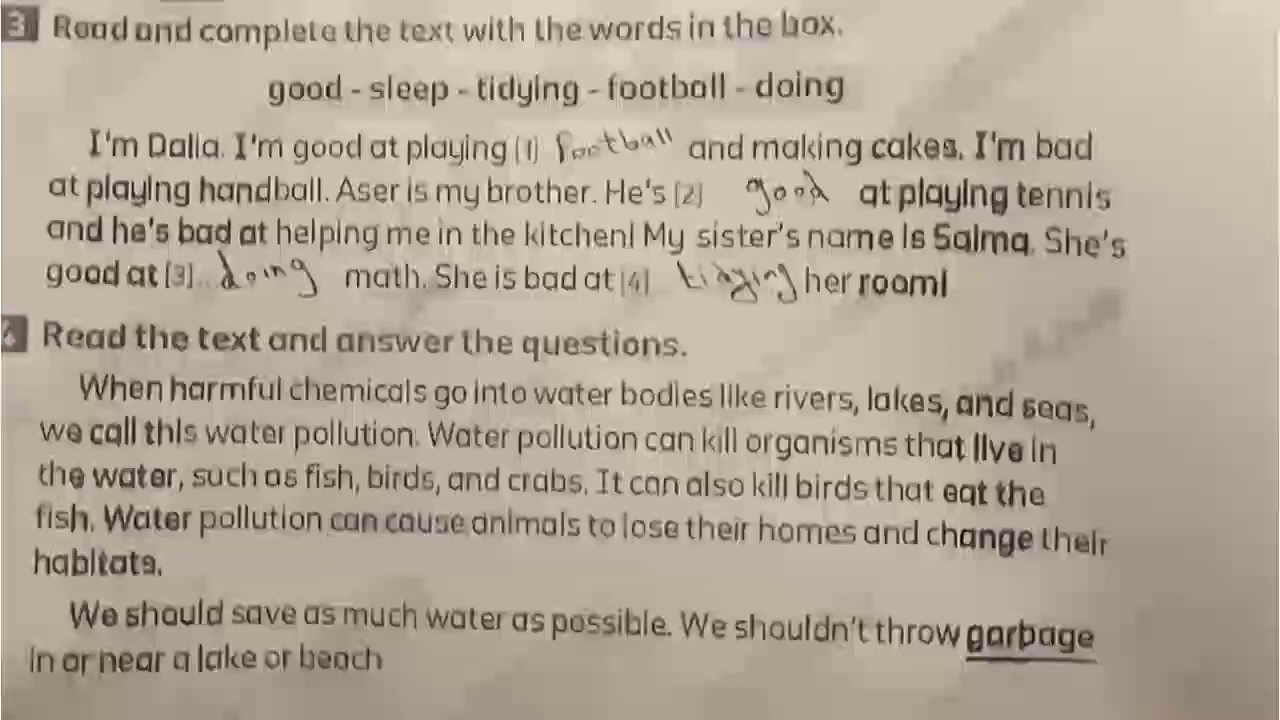 3 Read and complete the text with the words in the box.
good - sleep - tidying - football - doing
I'm Dalia. I'm good at playing (1) football and making cakes. I'm bad
at playing handball. Aser is my brother. He's (2) good at playing tennis
and he's bad at helping me in the kitchen! My sister's name is Salma. She's
good at (3) doing math. She is bad at (4) tidying her room!
4 Read the text and answer the questions.
When harmful chemicals go into water bodies like rivers, lakes, and seas,
we call this water pollution. Water pollution can kill organisms that live in
the water, such as fish, birds, and crabs. It can also kill birds that eat the
fish. Water pollution can cause animals to lose their homes and change their
habitats.
We should save as much water as possible. We shouldn't throw garbage
in or near a lake or beach